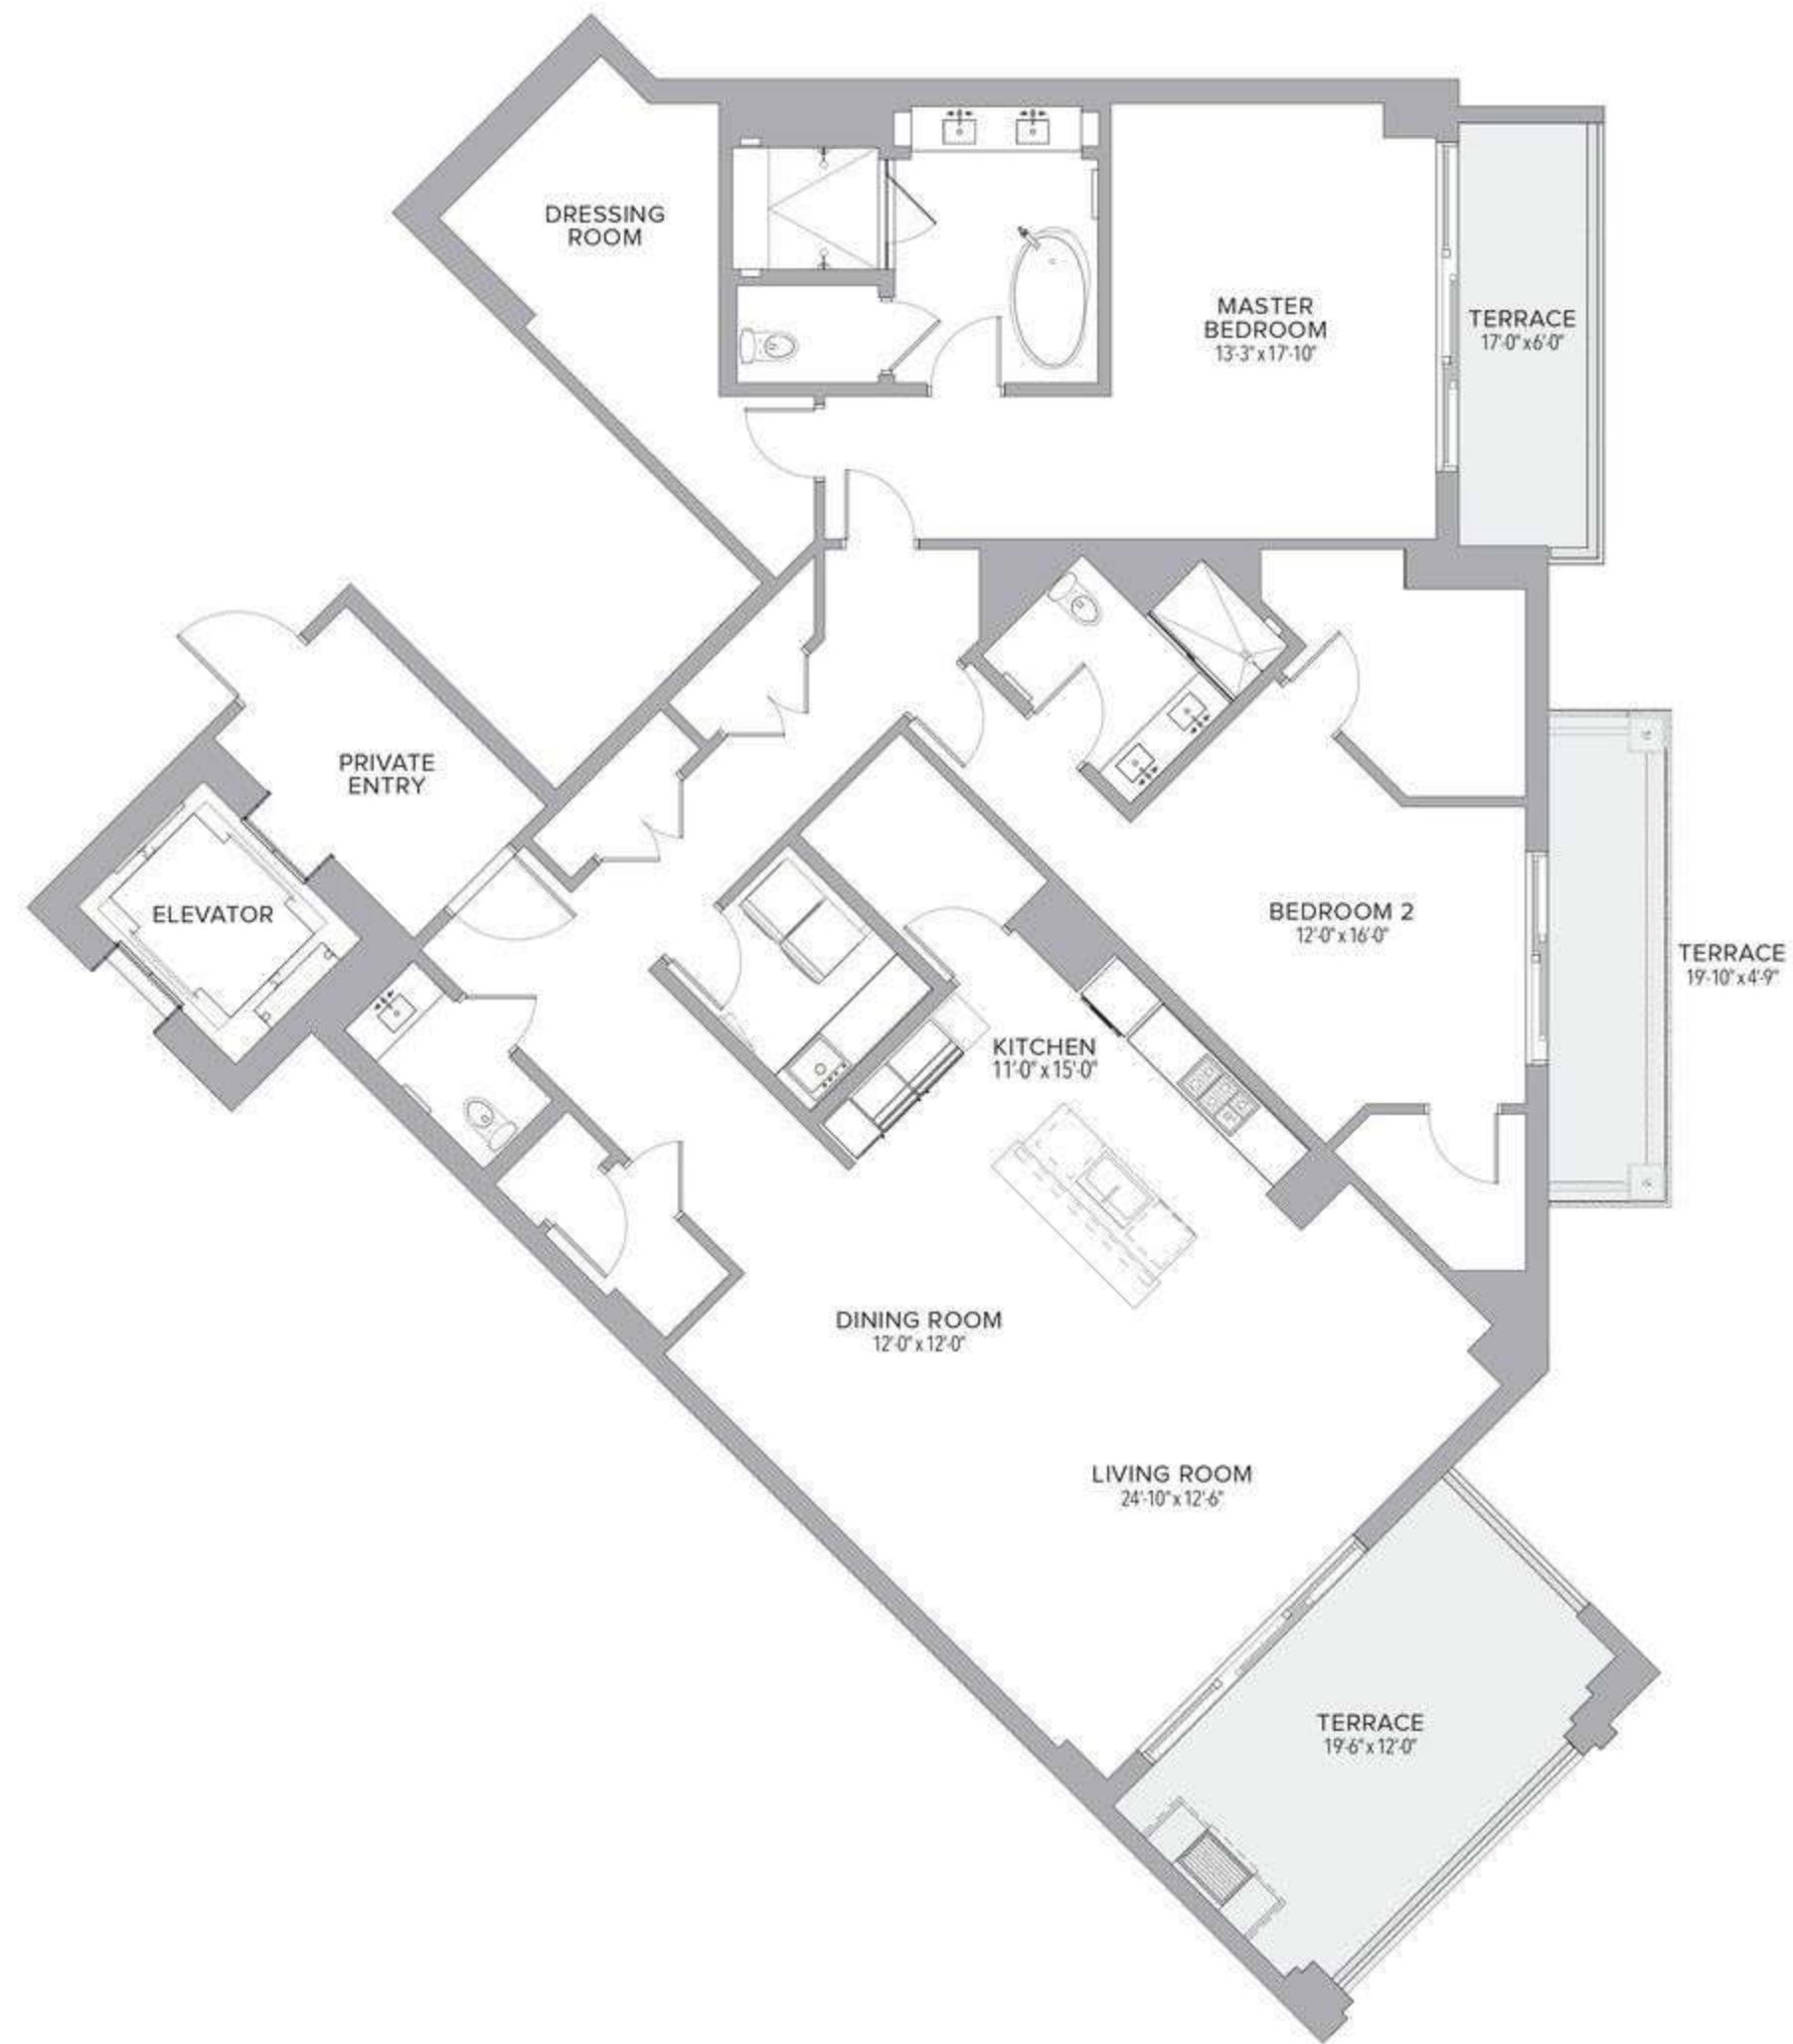 DRESSING
ROOM
MASTER
BEDROOM
13'-3" x 17'-10"
TERRACE
17'-0" x 6'-0"
PRIVATE
ENTRY
ELEVATOR
BEDROOM 2
12'-0" x 16'-0"
TERRACE
19'-10" x 4'-9"
KITCHEN
11'-0" x 15'-0"
DINING ROOM
12'-0" x 12'-0"
LIVING ROOM
24'-10" x 12'-6"
TERRACE
19'-6" x 12'-0"